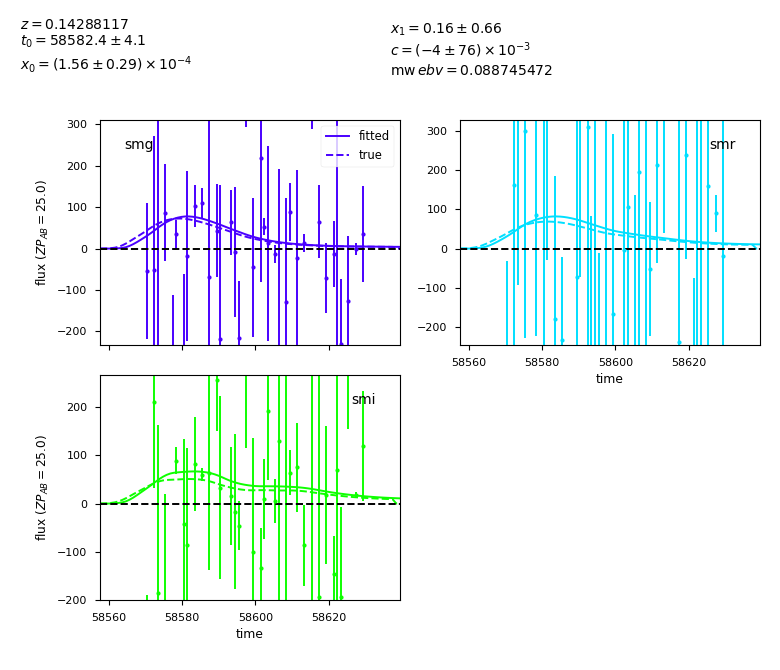 z = 0.14288117
t₀ = 58582.4 ± 4.1
x₀ = (1.56 ± 0.29) × 10⁻⁴
x₁ = 0.16 ± 0.66
c = (−4 ± 76) × 10⁻³
mw ebv = 0.088745472
smg
fitted
true
300
200
100
0
−100
−200
flux (ZP_AB = 25.0)
smr
300
200
100
0
−100
−200
58560 58580 58600 58620
time
smi
200
100
0
−100
−200
flux (ZP_AB = 25.0)
58560 58580 58600 58620
time